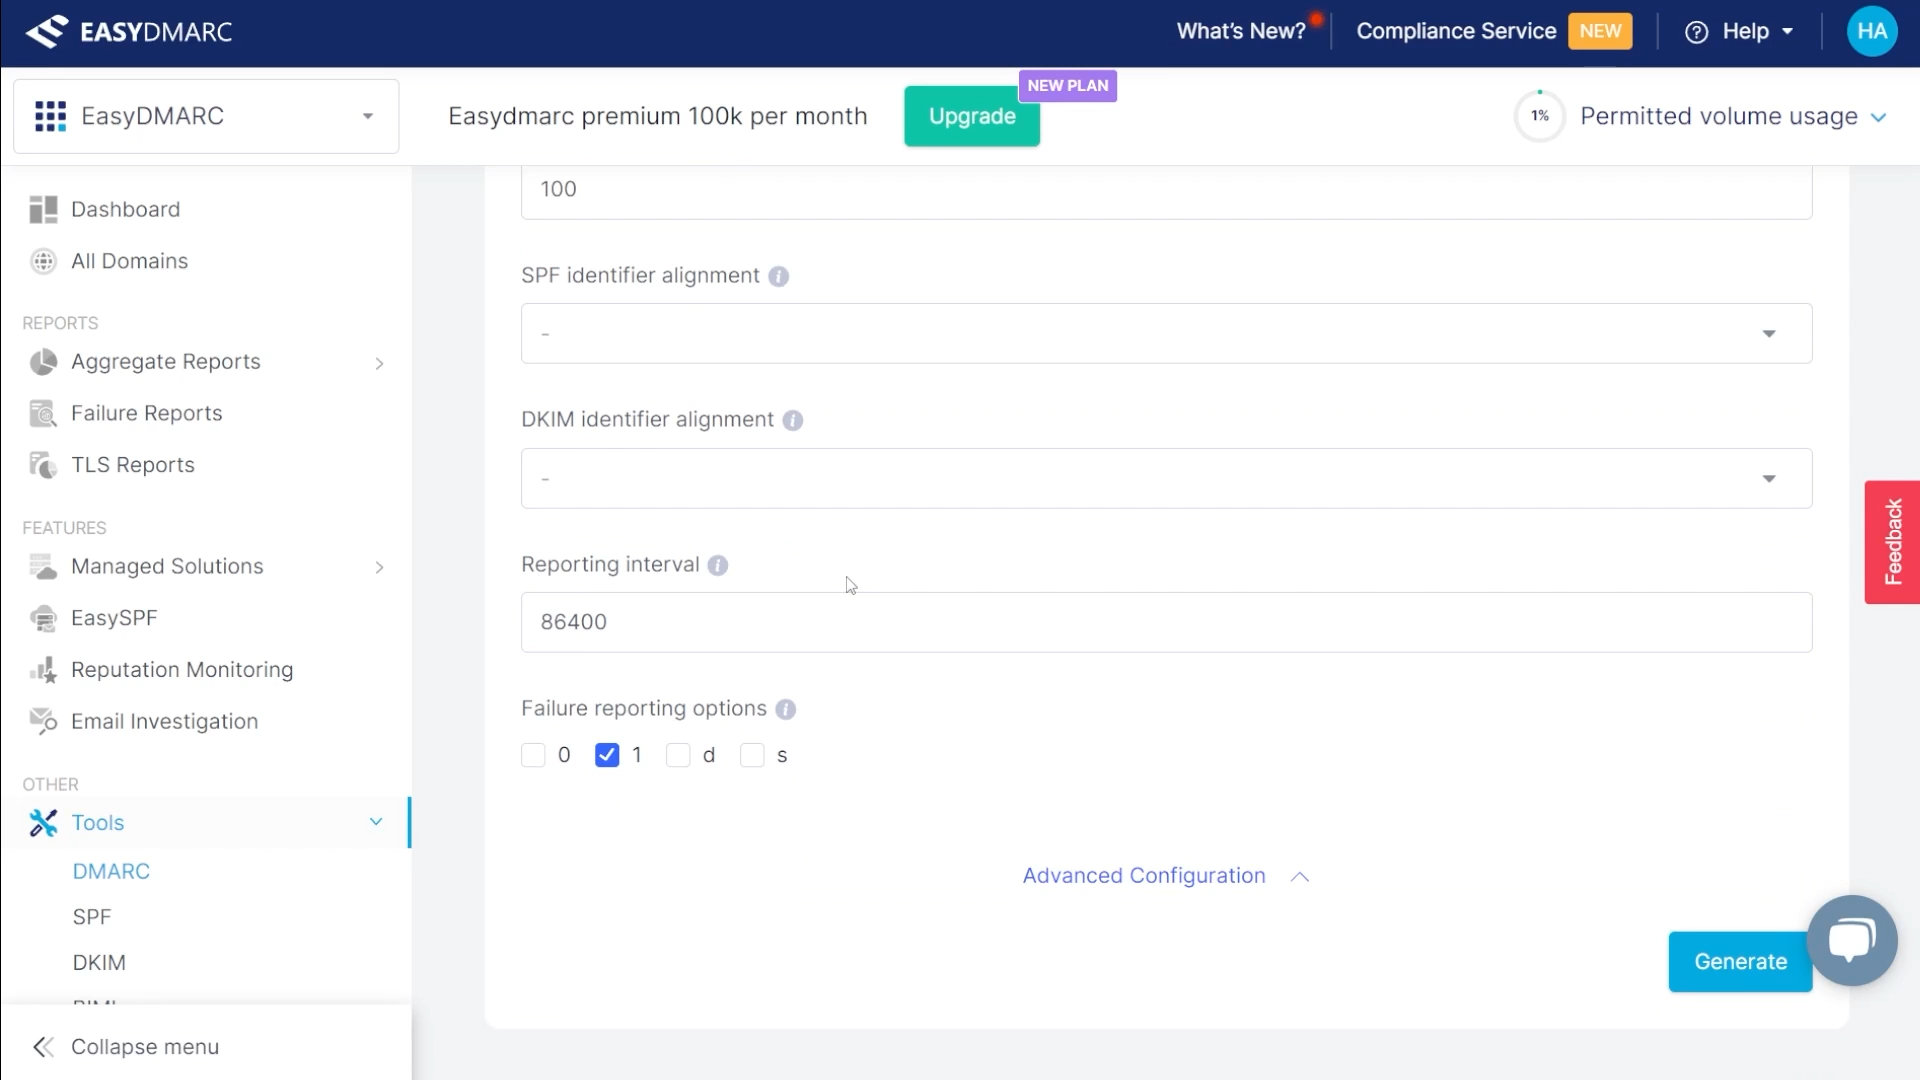 EASYDMARC
What's New?
Compliance Service NEW
Help
HA
EasyDMARC
Easydmarc premium 100k per month
Upgrade
NEW PLAN
1%
Permitted volume usage
Dashboard
All Domains
REPORTS
Aggregate Reports
Failure Reports
TLS Reports
FEATURES
Managed Solutions
EasySPF
Reputation Monitoring
Email Investigation
OTHER
Tools
DMARC
SPF
DKIM
Collapse menu
100
SPF identifier alignment
-
DKIM identifier alignment
-
Reporting interval
86400
Failure reporting options
0 1 d s
Advanced Configuration
Generate
Feedback